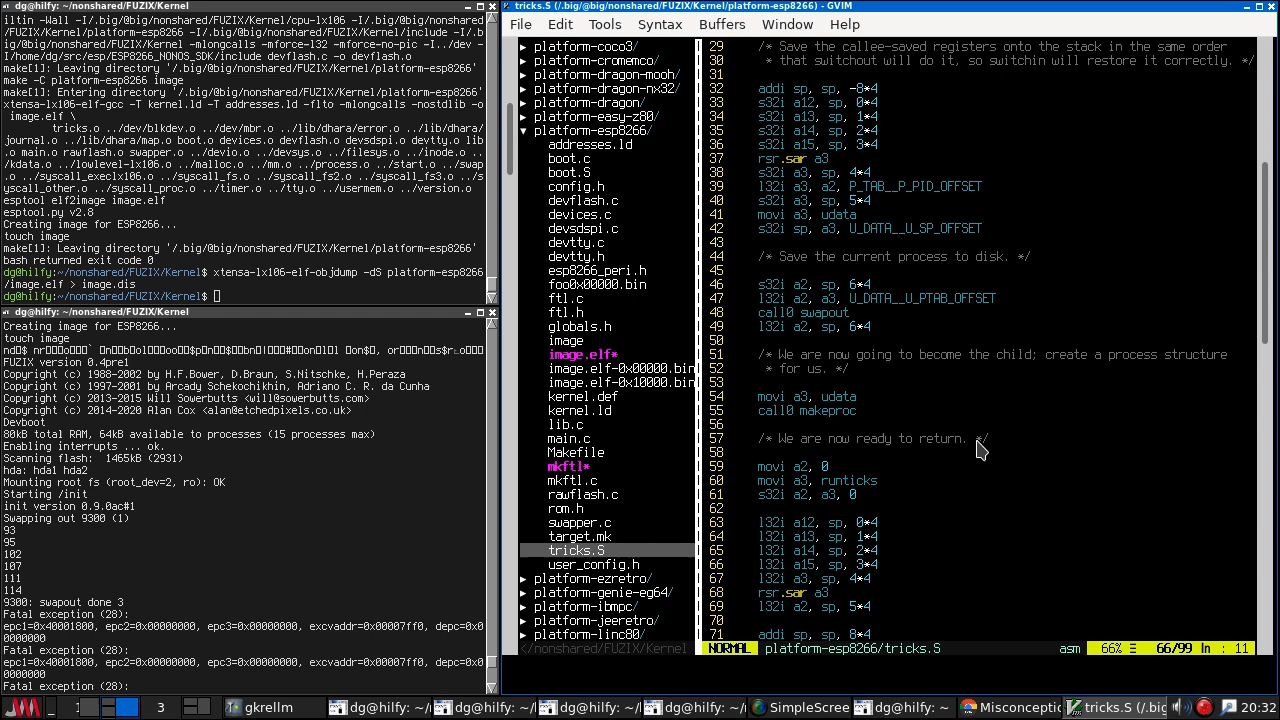 dg@hilfy: ~/nonshared/FUZIX/Kernel
/FUZIX/Kernel/platform-esp8266 -I/.big/@big/nonshared/FUZIX/Kernel/include -I/.b
ig/@big/nonshared/FUZIX/Kernel -mlongcalls -mforce-l32 -mforce-no-pic -I../dev -
I/home/dg/src/esp/ESP8266_NONOS_SDK/include devflash.c -o devflash.o
make[1]: Leaving directory '/.big/@big/nonshared/FUZIX/Kernel/platform-esp8266'
make -C platform-esp8266 image
make[1]: Entering directory '/.big/@big/nonshared/FUZIX/Kernel/platform-esp8266'
xtensa-lx106-elf-gcc -T kernel.ld -T addresses.ld -flto -mlongcalls -nostdlib -o
image.elf \
tricks.o ../dev/blkdev.o ../dev/mbr.o ../lib/dhara/error.o ../lib/dhara/
journal.o ../lib/dhara/map.o boot.o devices.o devflash.o devsdspi.o devtty.o lib
.o main.o rawflash.o swapper.o ../devio.o ../devsys.o ../filesys.o ../inode.o ..
/kdata.o ../lowlevel-lx106.o ../malloc.o ../mm.o ../process.o ../start.o ../swap
.o ../syscall_exec-lx106.o ../syscall_fs.o ../syscall_fs2.o ../syscall_fs3.o ../
syscall_other.o ../syscall_proc.o ../timer.o ../tty.o ../usermem.o ../version.o
esptool elf2image image.elf
esptool.py v2.8
Creating image for ESP8266...
touch image
make[1]: Leaving directory '/.big/@big/nonshared/FUZIX/Kernel/platform-esp8266'
bash returned exit code 0
dg@hilfy:~/nonshared/FUZIX/Kernel$ xtensa-lx106-elf-objdump -dS platform-esp8266
/image.elf > image.dis
dg@hilfy:~/nonshared/FUZIX/Kernel$
dg@hilfy: ~/nonshared/FUZIX/Kernel
Creating image for ESP8266...
touch image
FUZIX version 0.4pre1
Copyright (c) 1988-2002 by H.F.Bower, D.Braun, S.Nitschke, H.Peraza
Copyright (c) 1997-2001 by Arcady Schekochikhin, Adriano C. R. da Cunha
Copyright (c) 2013-2015 Will Sowerbutts <will@sowerbutts.com>
Copyright (c) 2014-2020 Alan Cox <alan@etchedpixels.co.uk>
Devboot
80kB total RAM, 64kB available to processes (15 processes max)
Enabling interrupts ... ok.
Scanning flash: 1465kB (2931)
hda: hda1 hda2
Mounting root fs (root_dev=2, ro): OK
Starting /init
init version 0.9.0ac#1
Swapping out 9300 (1)
93
95
102
107
111
114
9300: swapout done 3
Fatal exception (28):
epc1=0x40001800, epc2=0x00000000, epc3=0x00000000, excvaddr=0x00007ff8, depc=0x0
0000000
Fatal exception (28):
epc1=0x40001800, epc2=0x00000000, epc3=0x00000000, excvaddr=0x00007ff8, depc=0x0
0000000
Fatal exception (28):
tricks.S (/.big/@big/nonshared/FUZIX/Kernel/platform-esp8266) - GVIM
File Edit Tools Syntax Buffers Window Help
▸ platform-coco3/
▸ platform-cromemco/
▸ platform-dragon-mooh/
▸ platform-dragon-nx32/
▸ platform-dragon/
▸ platform-easy-z80/
▾ platform-esp8266/
addresses.ld
boot.c
boot.S
config.h
devflash.c
devices.c
devsdspi.c
devtty.c
devtty.h
esp8266_peri.h
foo0x00000.bin
ftl.c
ftl.h
globals.h
image
image.elf*
image.elf-0x00000.bin
image.elf-0x10000.bin
kernel.def
kernel.ld
lib.c
main.c
Makefile
mkftl*
mkftl.c
rawflash.c
rom.h
swapper.c
target.mk
tricks.S
user_config.h
▸ platform-ezretro/
▸ platform-genie-eg64/
▸ platform-ibmpc/
▸ platform-jeeretro/
▸ platform-linc80/
</nonshared/FUZIX/Kernel
29 /* Save the callee-saved registers onto the stack in the same order
30 * that switchout will do it, so switchin will restore it correctly. */
31
32 addi sp, sp, -8*4
33 s32i a12, sp, 0*4
34 s32i a13, sp, 1*4
35 s32i a14, sp, 2*4
36 s32i a15, sp, 3*4
37 rsr.sar a3
38 s32i a3, sp, 4*4
39 l32i a3, a2, P_TAB__P_PID_OFFSET
40 s32i a3, sp, 5*4
41 movi a3, udata
42 s32i sp, a3, U_DATA__U_SP_OFFSET
43
44 /* Save the current process to disk. */
45
46 s32i a2, sp, 6*4
47 l32i a2, a3, U_DATA__U_PTAB_OFFSET
48 call0 swapout
49 l32i a2, sp, 6*4
50
51 /* We are now going to become the child; create a process structure
52 * for us. */
53
54 movi a3, udata
55 call0 makeproc
56
57 /* We are now ready to return. */
58
59 movi a2, 0
60 movi a3, runticks
61 s32i a2, a3, 0
62
63 l32i a12, sp, 0*4
64 l32i a13, sp, 1*4
65 l32i a14, sp, 2*4
66 l32i a15, sp, 3*4
67 l32i a3, sp, 4*4
68 rsr.sar a3
69 l32i a2, sp, 5*4
70
71 addi sp, sp, 8*4
NORMAL platform-esp8266/tricks.S asm 66% ☰ 66/99 ln : 11
3 gkrellm dg@hilfy: ~/ dg@hilfy: ~/ dg@hilfy: ~/ dg@hilfy: ~/ SimpleScree dg@hilfy: ~ Misconceptio tricks.S (/.big 20:32